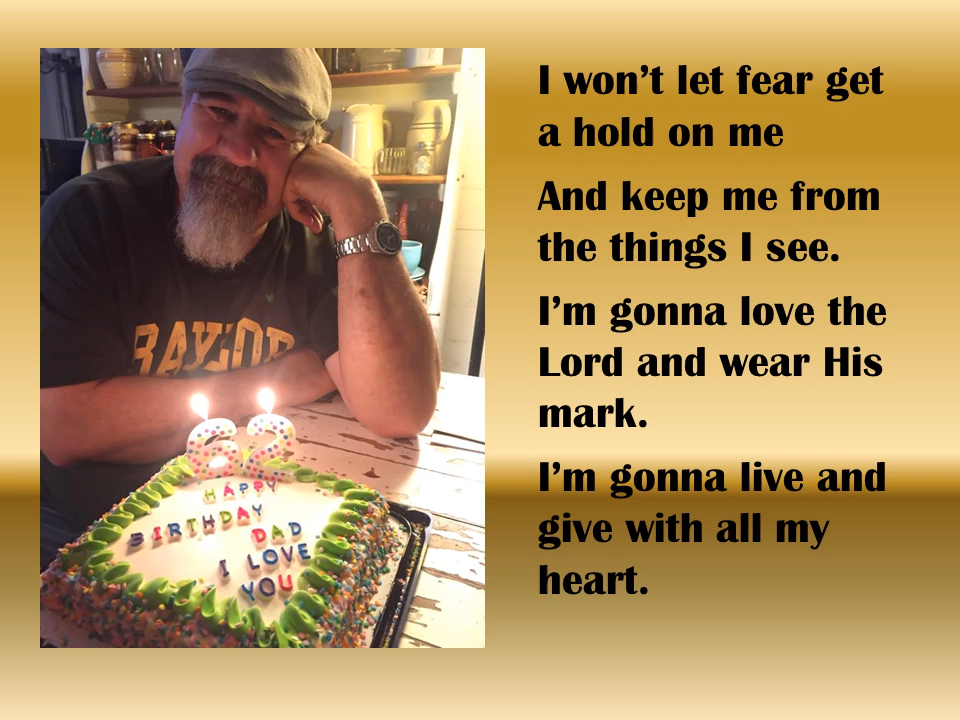 I won’t let fear get
a hold on me
And keep me from
the things I see.
I’m gonna love the
Lord and wear His
mark.
I’m gonna live and
give with all my
heart.
BAYLOR
62
HAPPY
BIRTHDAY
DAD
I LOVE
YOU